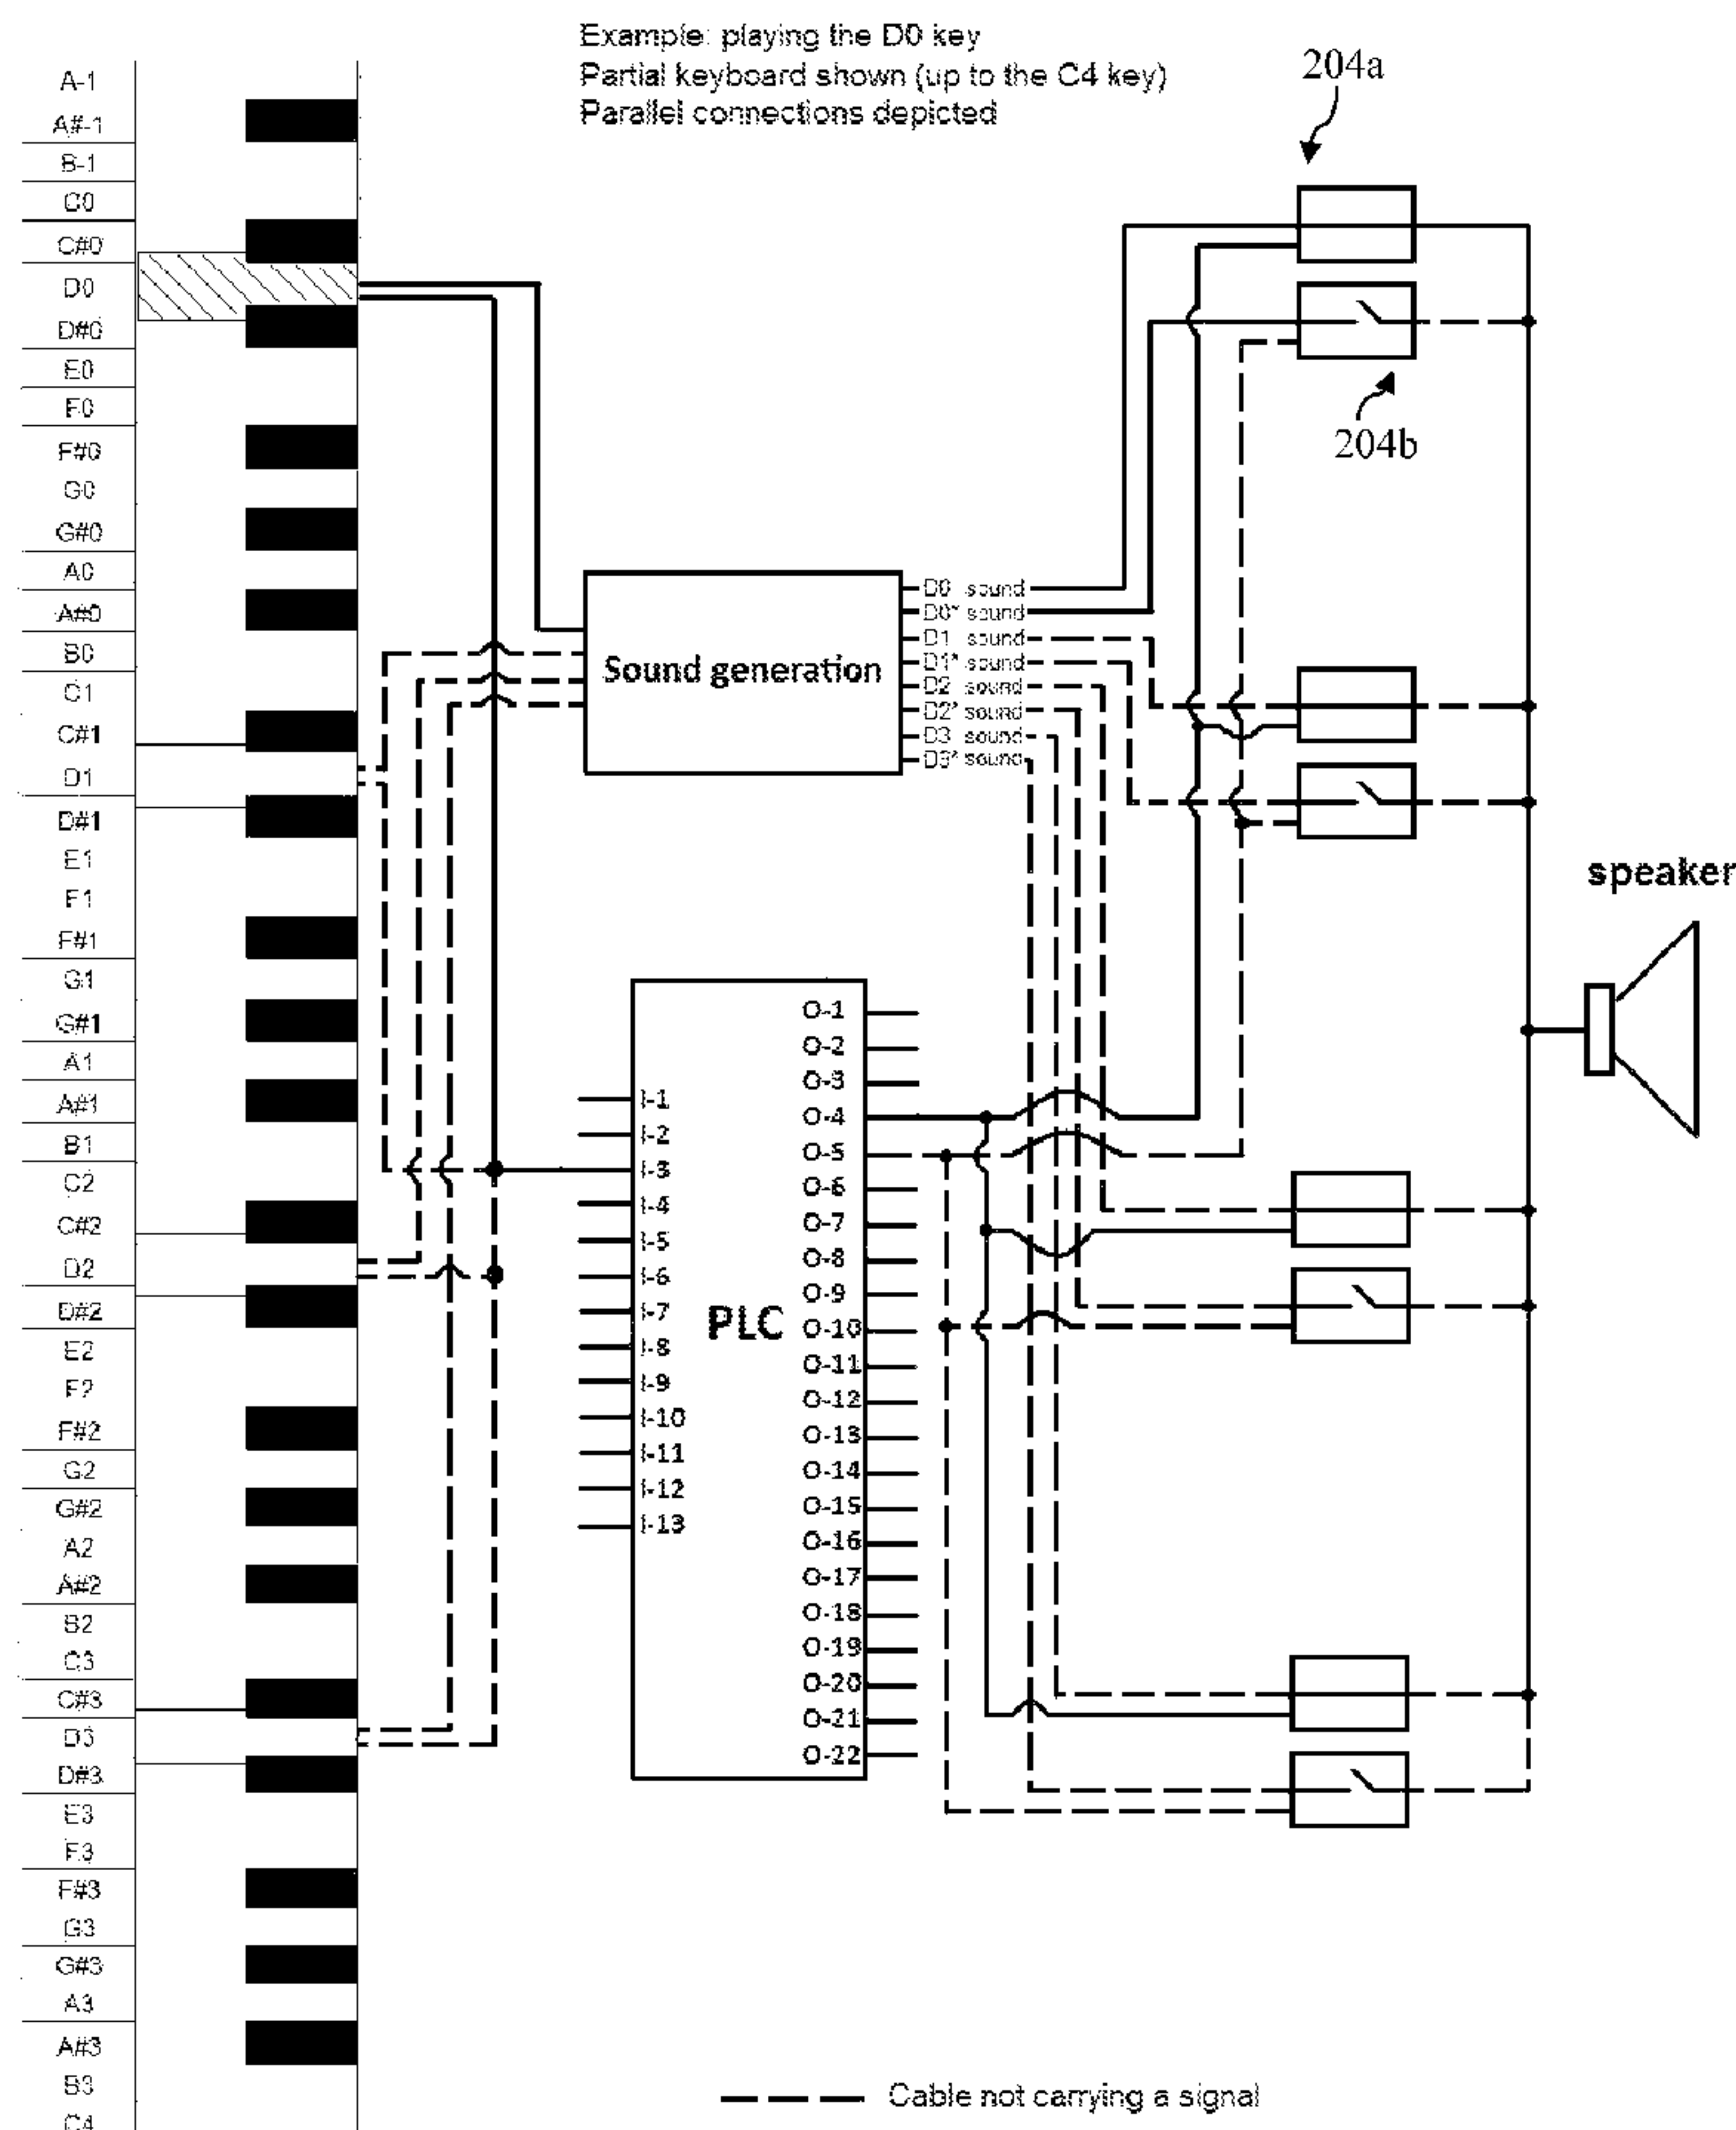 Example: playing the D0 key
Partial keyboard shown (up to the C4 key)
Parallel connections depicted
204a
204b
A-1
A#-1
B-1
C0
C#0
D0
D#0
E0
F0
F#0
G0
G#0
A0
A#0
B0
C1
C#1
D1
D#1
E1
F1
F#1
G1
G#1
A1
A#1
B1
C2
C#2
D2
D#2
E2
F2
F#2
G2
G#2
A2
A#2
B2
C3
C#3
D3
D#3
E3
F3
F#3
G3
G#3
A3
A#3
B3
C4
Sound generation
D0 sound
D0* sound
D1 sound
D1* sound
D2 sound
D2* sound
D3 sound
D3* sound
speaker
PLC
I-1
I-2
I-3
I-4
I-5
I-6
I-7
I-8
I-9
I-10
I-11
I-12
I-13
O-1
O-2
O-3
O-4
O-5
O-6
O-7
O-8
O-9
O-10
O-11
O-12
O-13
O-14
O-15
O-16
O-17
O-18
O-19
O-20
O-21
O-22
Cable not carrying a signal